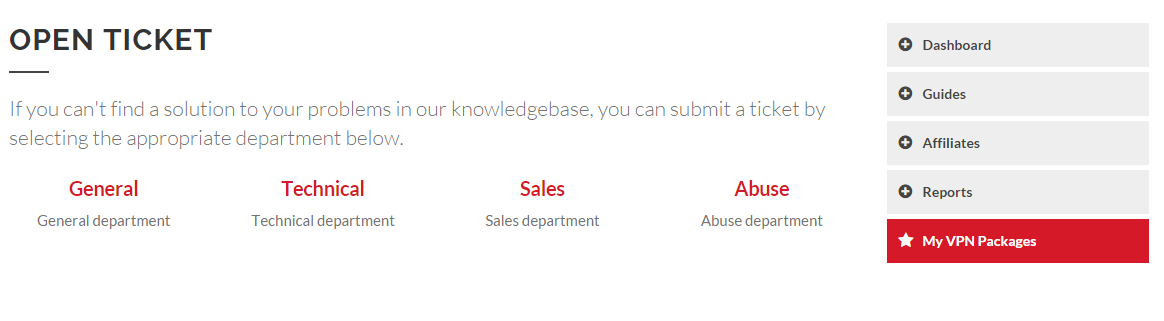 OPEN TICKET
If you can't find a solution to your problems in our knowledgebase, you can submit a ticket by
selecting the appropriate department below.
General
General department
Technical
Technical department
Sales
Sales department
Abuse
Abuse department
Dashboard
Guides
Affiliates
Reports
My VPN Packages